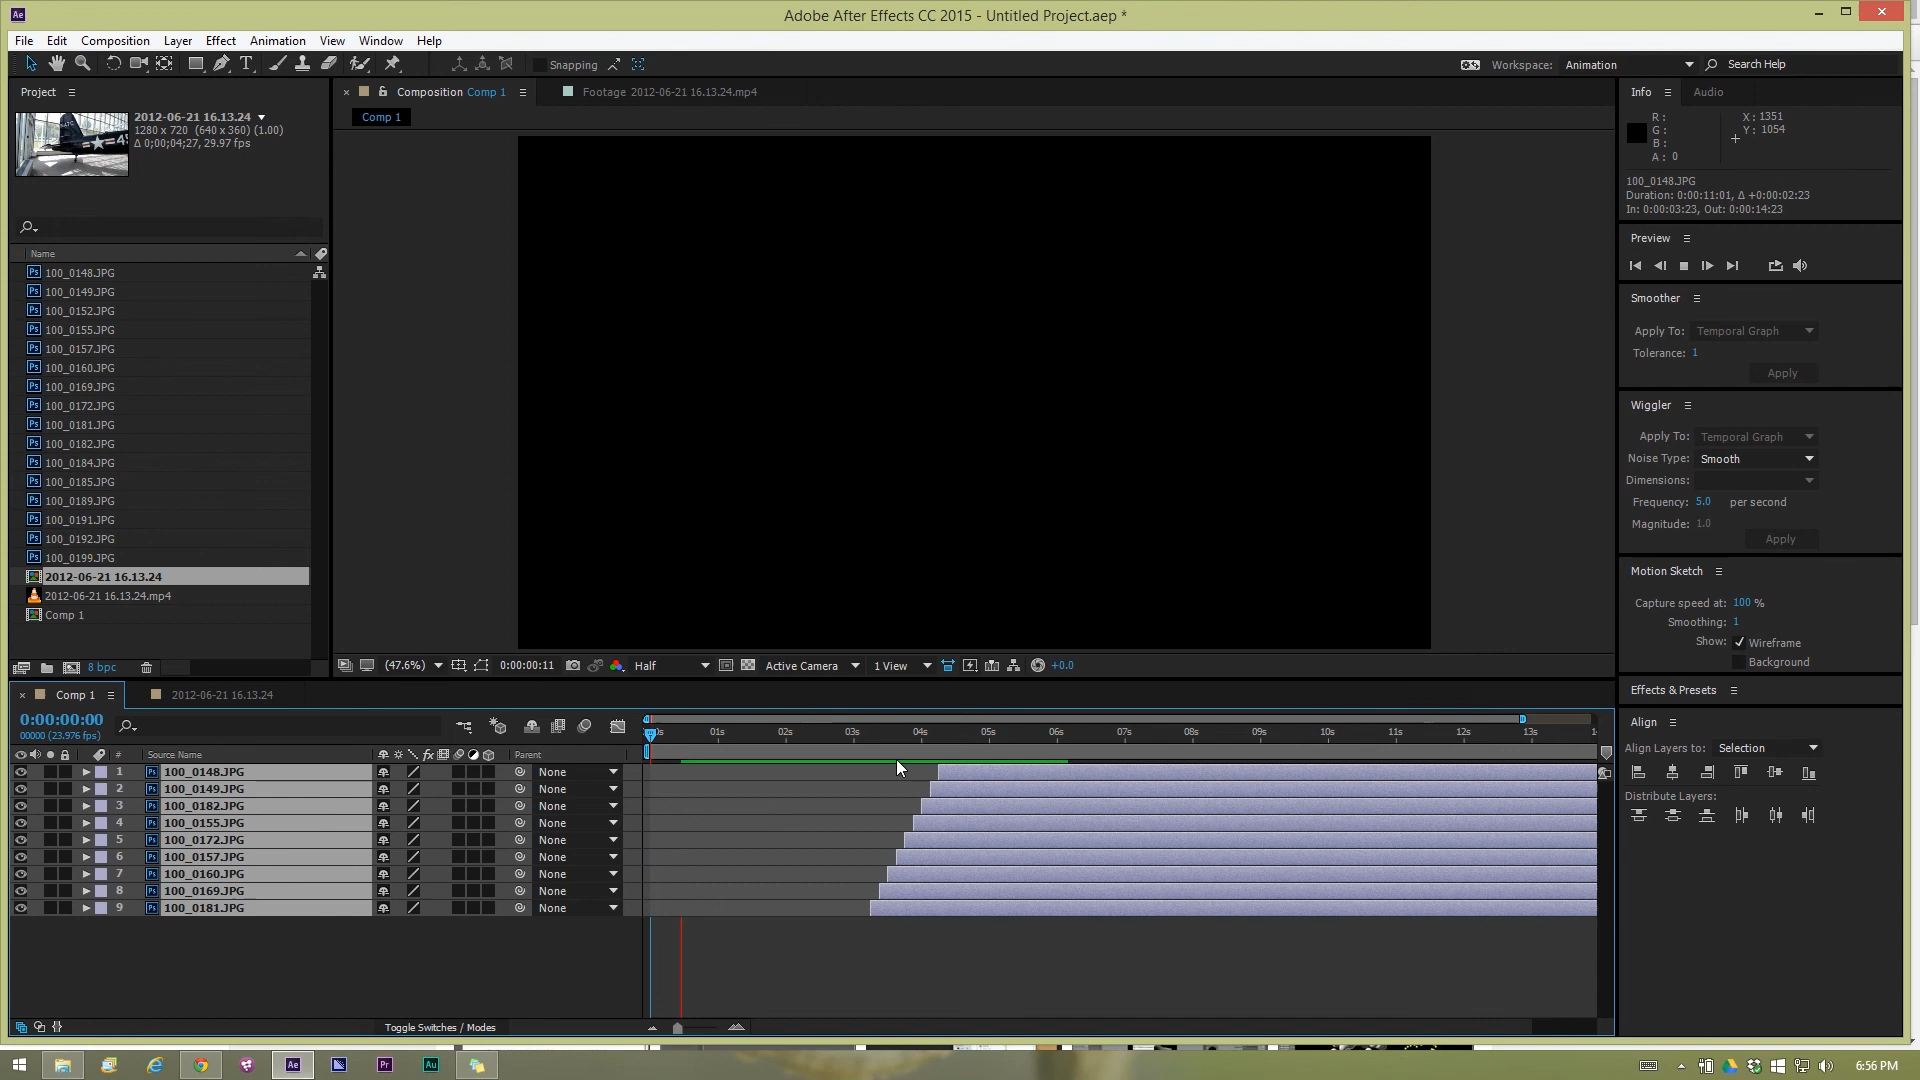 Adobe After Effects CC 2015 - Untitled Project.aep *
File Edit Composition Layer Effect Animation View Window Help
Snapping
Workspace: Animation
Search Help
Project
2012-06-21 16.13.24
1280 x 720 (640 x 360) (1.00)
Δ 0;00;04;27, 29.97 fps
Name
100_0148.JPG
100_0149.JPG
100_0152.JPG
100_0155.JPG
100_0157.JPG
100_0160.JPG
100_0169.JPG
100_0172.JPG
100_0181.JPG
100_0182.JPG
100_0184.JPG
100_0185.JPG
100_0189.JPG
100_0191.JPG
100_0192.JPG
100_0199.JPG
2012-06-21 16.13.24
2012-06-21 16.13.24.mp4
Comp 1
8 bpc
Composition Comp 1
Footage 2012-06-21 16.13.24.mp4
Comp 1
(47.6%) 0:00:00:11 Half Active Camera 1 View +0.0
Info Audio
R :
G :
B :
A : 0
X : 1351
Y : 1054
100_0148.JPG
Duration: 0:00:11:01, Δ +0:00:02:23
In: 0:00:03:23, Out: 0:00:14:23
Preview
Smoother
Apply To: Temporal Graph
Tolerance: 1
Apply
Wiggler
Apply To: Temporal Graph
Noise Type: Smooth
Dimensions:
Frequency: 5.0 per second
Magnitude: 1.0
Apply
Motion Sketch
Capture speed at: 100 %
Smoothing: 1
Show: Wireframe
Background
Effects & Presets
Align
Align Layers to: Selection
Distribute Layers:
Comp 1
2012-06-21 16.13.24
0:00:00:00
00000 (23.976 fps)
01s 02s 03s 04s 05s 06s 07s 08s 09s 10s 11s 12s 13s
# Source Name Parent
1 100_0148.JPG None
2 100_0149.JPG None
3 100_0182.JPG None
4 100_0155.JPG None
5 100_0172.JPG None
6 100_0157.JPG None
7 100_0160.JPG None
8 100_0169.JPG None
9 100_0181.JPG None
Toggle Switches / Modes
Ae Pr Au
6:56 PM